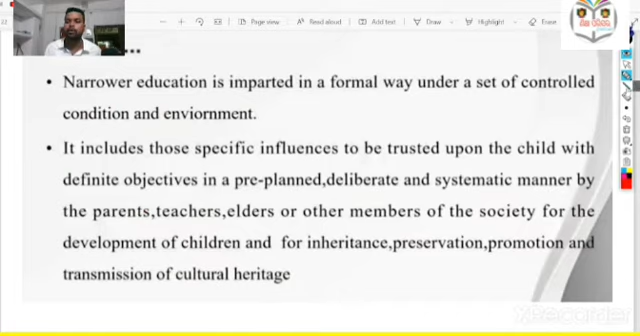 22
Page view
Read aloud
Add text
Draw
Highlight
Erase
...
• Narrower education is imparted in a formal way under a set of controlled
condition and enviornment.
• It includes those specific influences to be trusted upon the child with
definite objectives in a pre-planned,deliberate and systematic manner by
the parents,teachers,elders or other members of the society for the
development of children and for inheritance,preservation,promotion and
transmission of cultural heritage